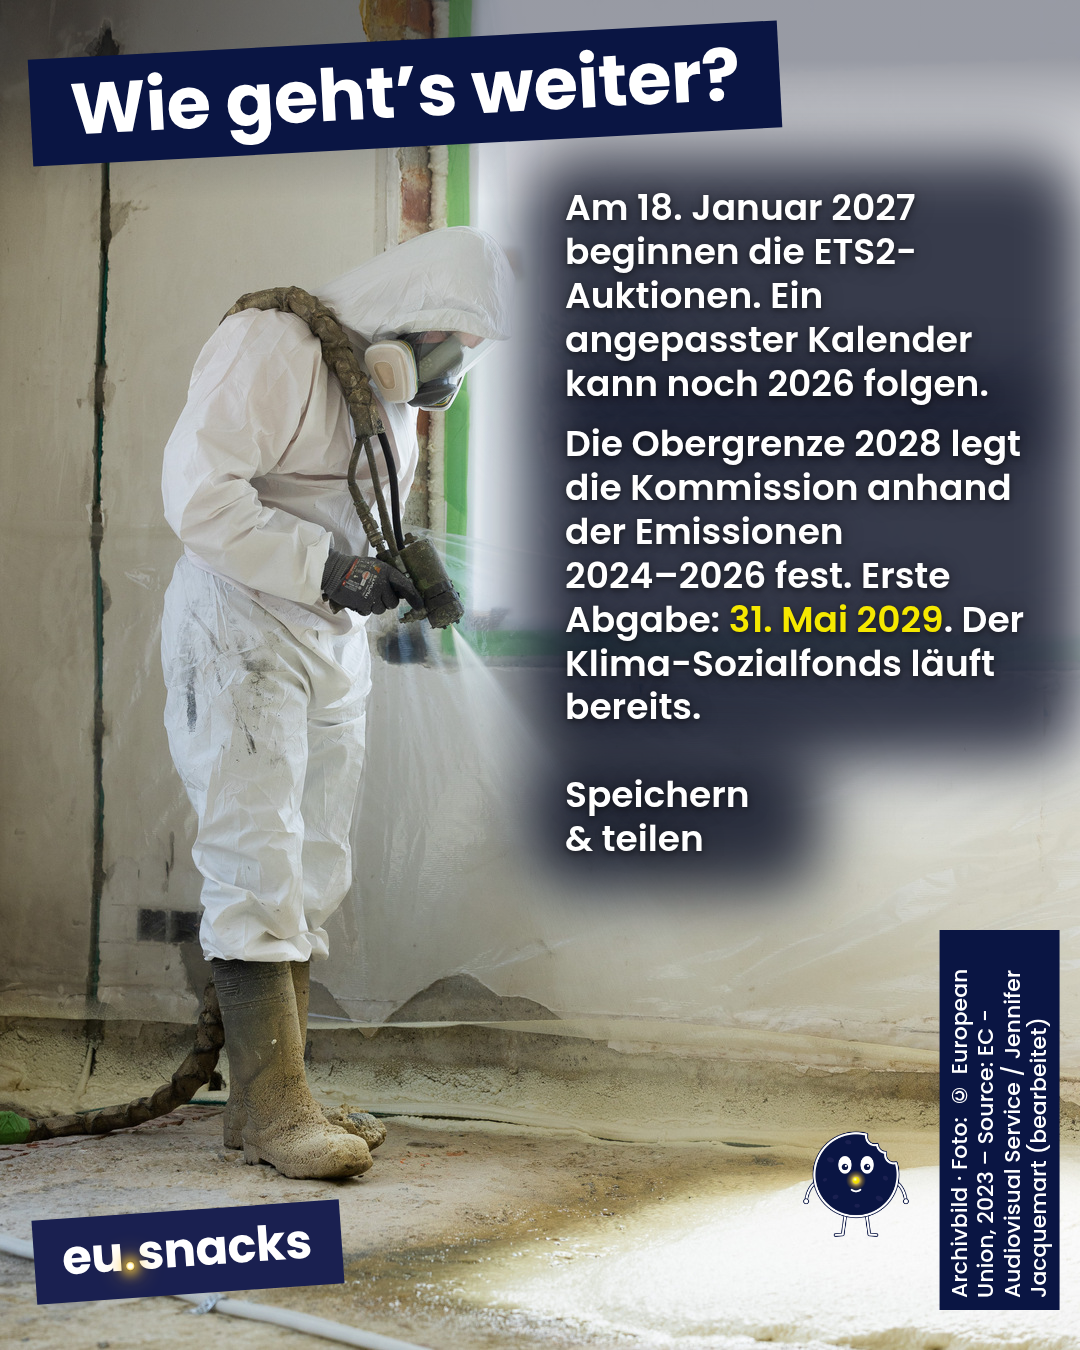 Wie geht’s weiter?
Am 18. Januar 2027
beginnen die ETS2-
Auktionen. Ein
angepasster Kalender
kann noch 2026 folgen.
Die Obergrenze 2028 legt
die Kommission anhand
der Emissionen
2024–2026 fest. Erste
Abgabe: 31. Mai 2029. Der
Klima-Sozialfonds läuft
bereits.
Speichern
& teilen
Archivbild · Foto: © European
Union, 2023 – Source: EC -
Audiovisual Service / Jennifer
Jacquemart (bearbeitet)
eu.snacks